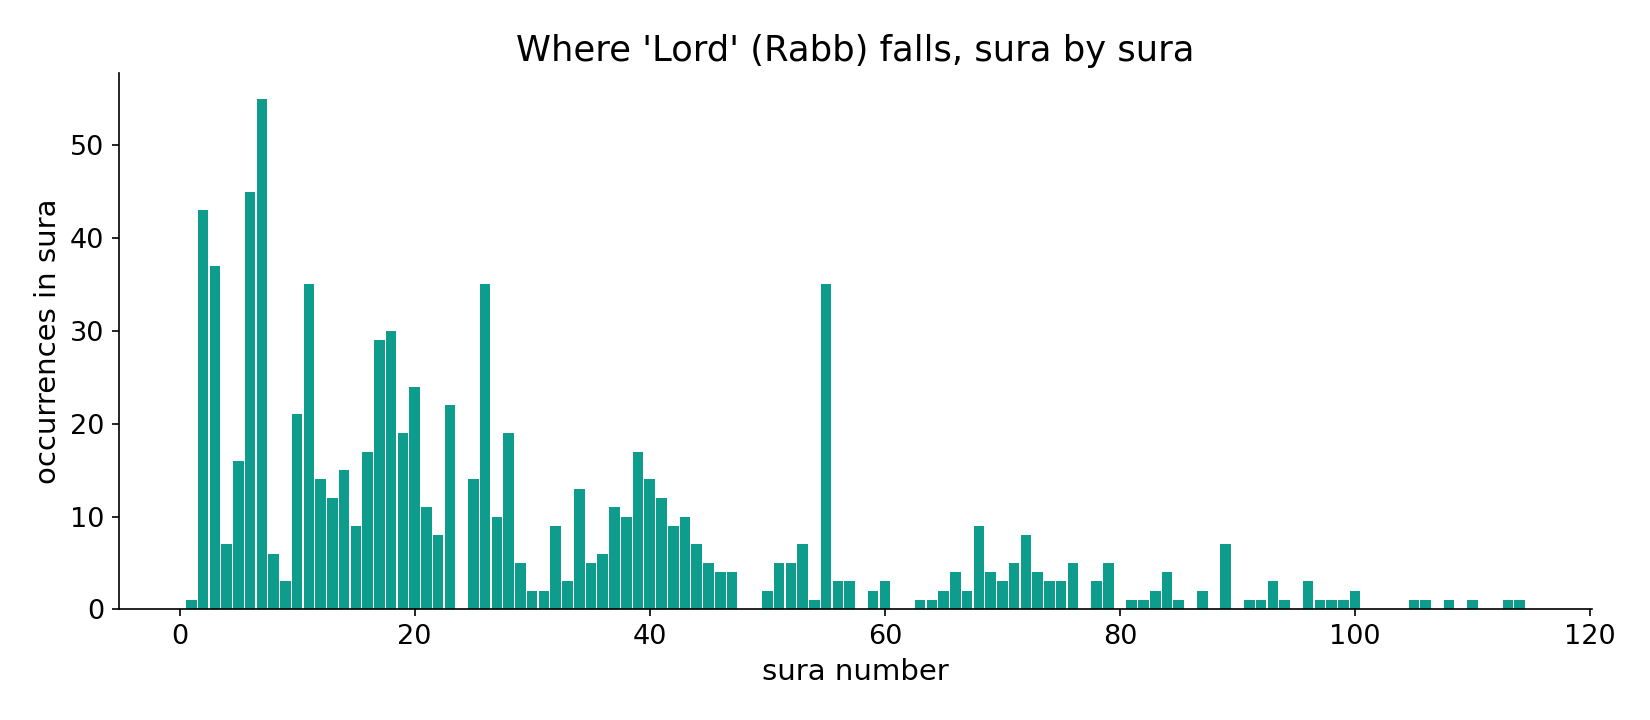 Where 'Lord' (Rabb) falls, sura by sura
occurrences in sura
50
40
30
20
10
0
0 20 40 60 80 100 120
sura number